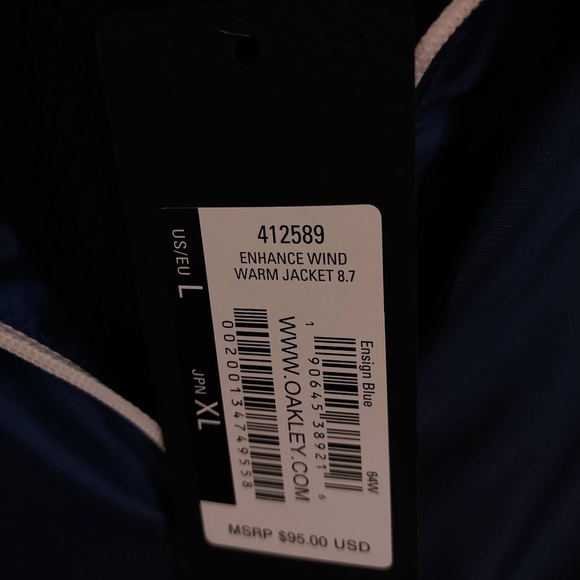 US/EU L
JPN XL
412589
ENHANCE WIND
WARM JACKET 8.7
Ensign Blue
64W
1 90645 38921 6
WWW.OAKLEY.COM
00200134749558
MSRP $95.00 USD